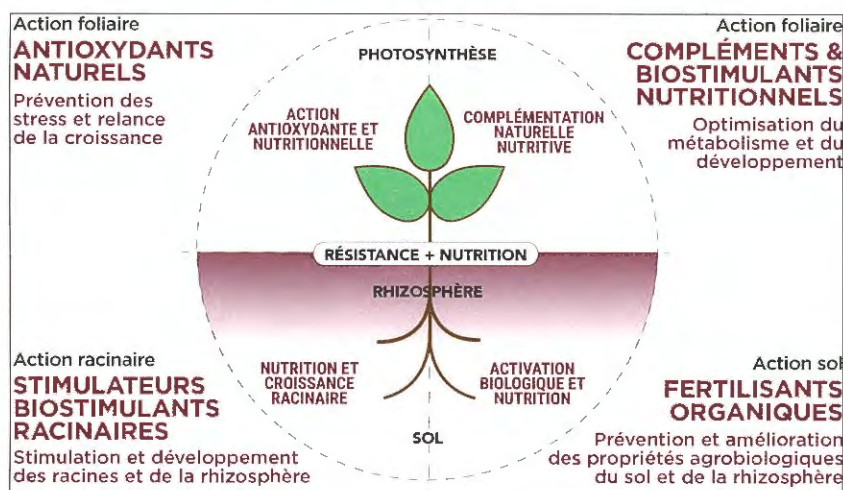 Action foliaire
ANTIOXYDANTS
NATURELS
Prévention des
stress et relance
de la croissance
PHOTOSYNTHÈSE
ACTION
ANTIOXYDANTE ET
NUTRITIONNELLE
COMPLÉMENTATION
NATURELLE
NUTRITIVE
Action foliaire
COMPLÉMENTS &
BIOSTIMULANTS
NUTRITIONNELS
Optimisation du
métabolisme et du
développement
RÉSISTANCE + NUTRITION
RHIZOSPHÈRE
Action racinaire
STIMULATEURS
BIOSTIMULANTS
RACINAIRES
Stimulation et développement
des racines et de la rhizosphère
NUTRITION ET
CROISSANCE
RACINAIRE
ACTIVATION
BIOLOGIQUE ET
NUTRITION
SOL
Action sol
FERTILISANTS
ORGANIQUES
Prévention et amélioration
des propriétés agrobiologiques
du sol et de la rhizosphère